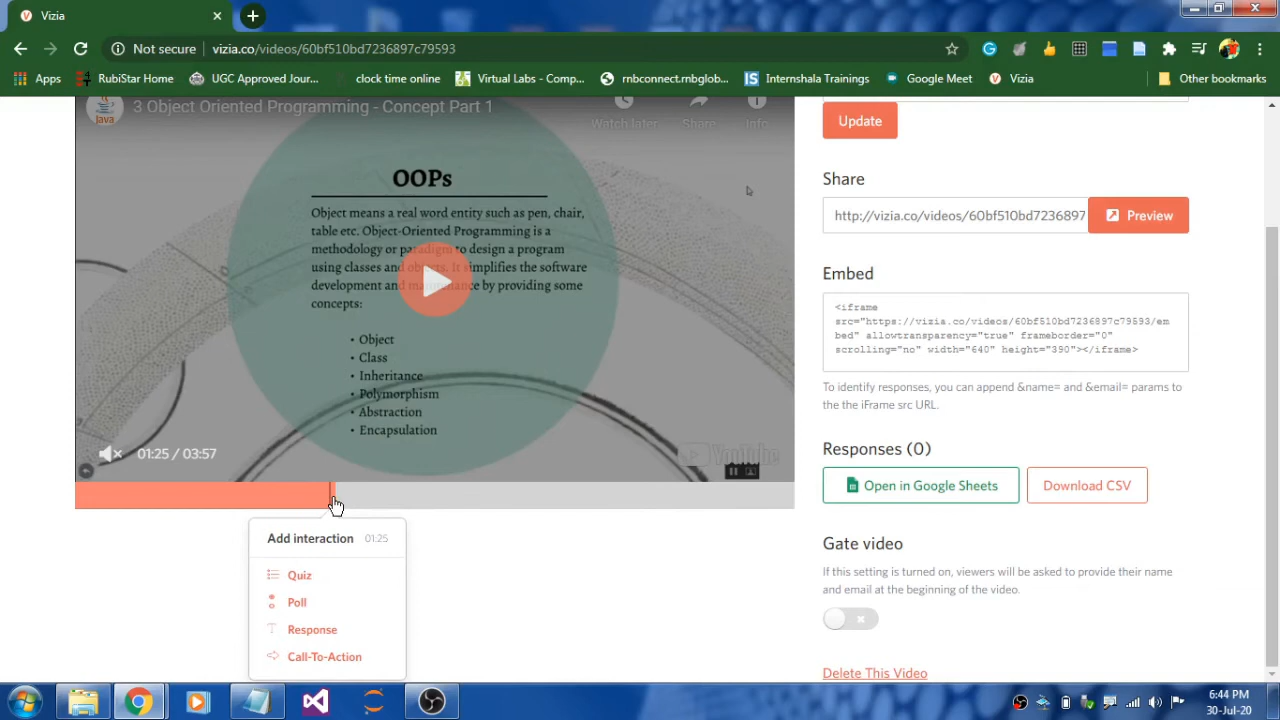 Vizia
Not secure
vizia.co/videos/60bf510bd7236897c79593
Apps
RubiStar Home
UGC Approved Jour...
clock time online
Virtual Labs - Comp...
rnbconnect.rnbglob...
IS
Internshala Trainings
Google Meet
Vizia
Other bookmarks
Java
3 Object Oriented Programming - Concept Part 1
Watch later
Share
Info
OOPs
Object means a real word entity such as pen, chair,
table etc. Object-Oriented Programming is a
methodology or paradigm to design a program
using classes and objects. It simplifies the software
development and maintenance by providing some
concepts:
• Object
• Class
• Inheritance
• Polymorphism
• Abstraction
• Encapsulation
01:25 / 03:57
YouTube
Add interaction 01:25
Quiz
Poll
Response
Call-To-Action
Update
Share
http://vizia.co/videos/60bf510bd7236897
Preview
Embed
<iframe
src="https://vizia.co/videos/60bf510bd7236897c79593/em
bed" allowtransparency="true" frameborder="0"
scrolling="no" width="640" height="390"></iframe>
To identify responses, you can append &name= and &email= params to
the the iFrame src URL.
Responses (0)
Open in Google Sheets
Download CSV
Gate video
If this setting is turned on, viewers will be asked to provide their name
and email at the beginning of the video.
Delete This Video
6:44 PM
30-Jul-20